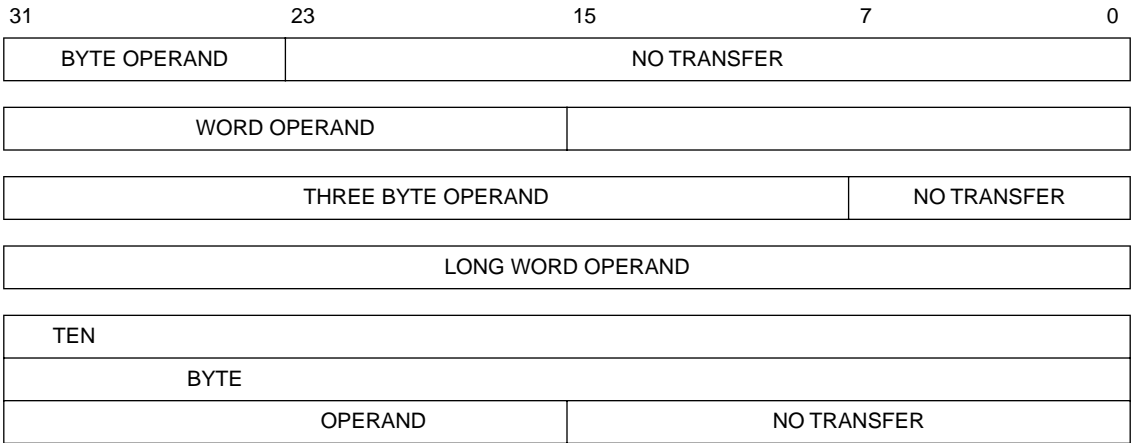 31 23 15 7 0
BYTE OPERAND NO TRANSFER
WORD OPERAND
THREE BYTE OPERAND NO TRANSFER
LONG WORD OPERAND
TEN
BYTE
OPERAND NO TRANSFER